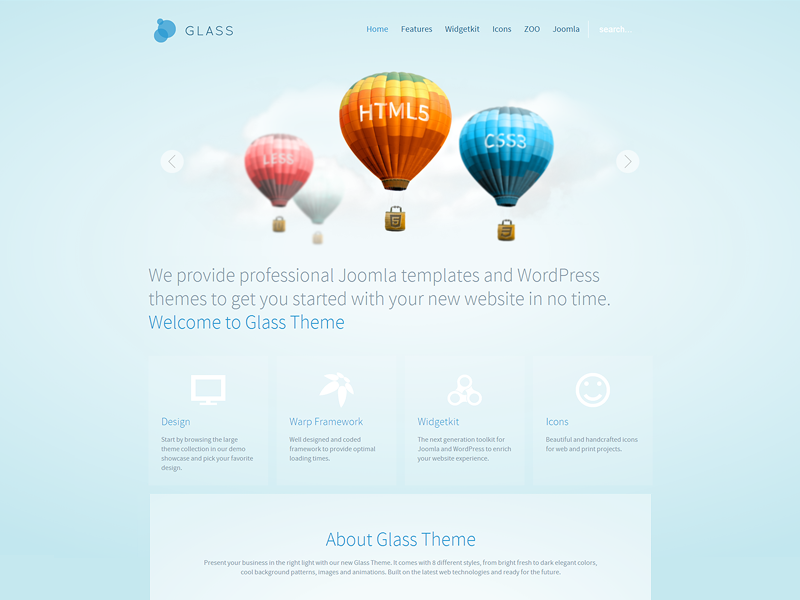 GLASS
Home Features Widgetkit Icons ZOO Joomla search...
HTML5
CSS3
LESS
5
3
We provide professional Joomla templates and WordPress
themes to get you started with your new website in no time.
Welcome to Glass Theme
Design
Start by browsing the large
theme collection in our demo
showcase and pick your favorite
design.
Warp Framework
Well designed and coded
framework to provide optimal
loading times.
Widgetkit
The next generation toolkit for
Joomla and WordPress to enrich
your website experience.
Icons
Beautiful and handcrafted icons
for web and print projects.
About Glass Theme
Present your business in the right light with our new Glass Theme. It comes with 8 different styles, from bright fresh to dark elegant colors,
cool background patterns, images and animations. Built on the latest web technologies and ready for the future.